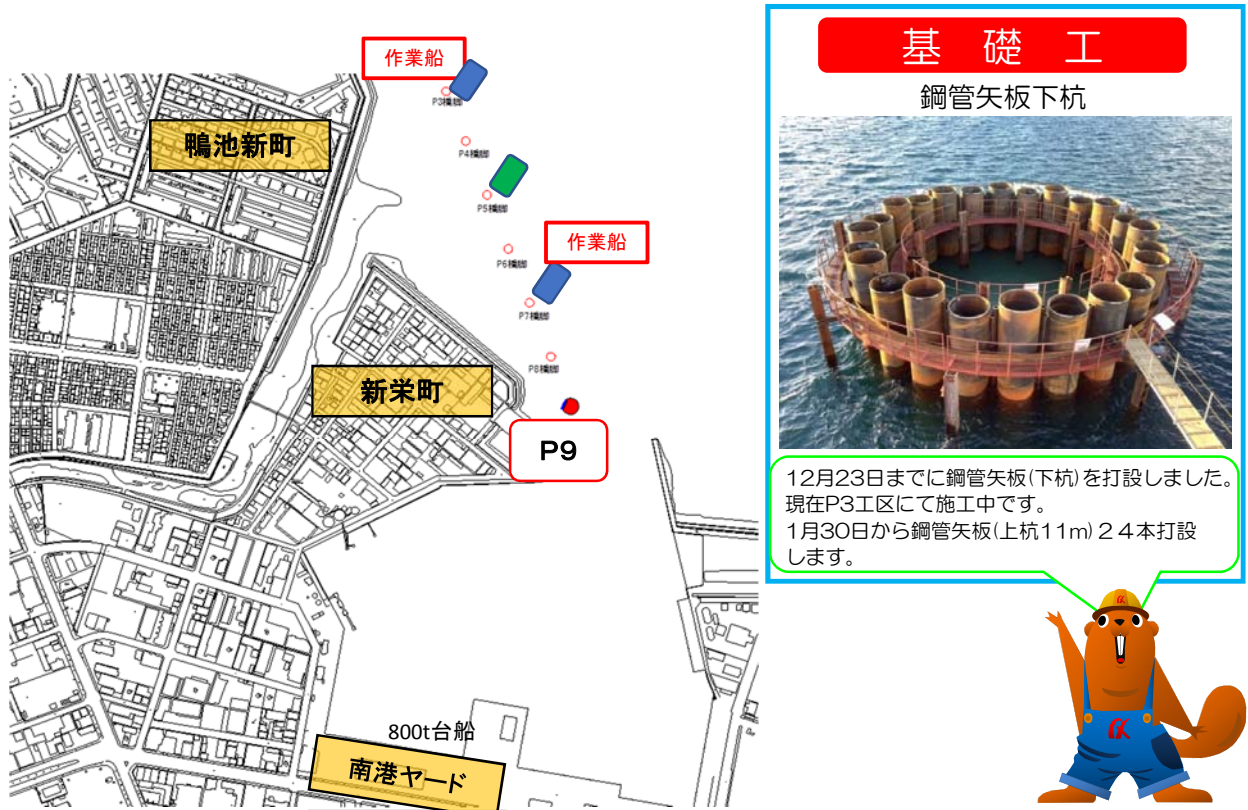 作業船
P3橋脚
鴨池新町
P4橋脚
P5橋脚
作業船
P6橋脚
P7橋脚
P8橋脚
新栄町
P9
800t台船
南港ヤード
基 礎 工
鋼管矢板下杭
12月23日までに鋼管矢板(下杭)を打設しました。
現在P3工区にて施工中です。
1月30日から鋼管矢板(上杭11m)２４本打設
します。